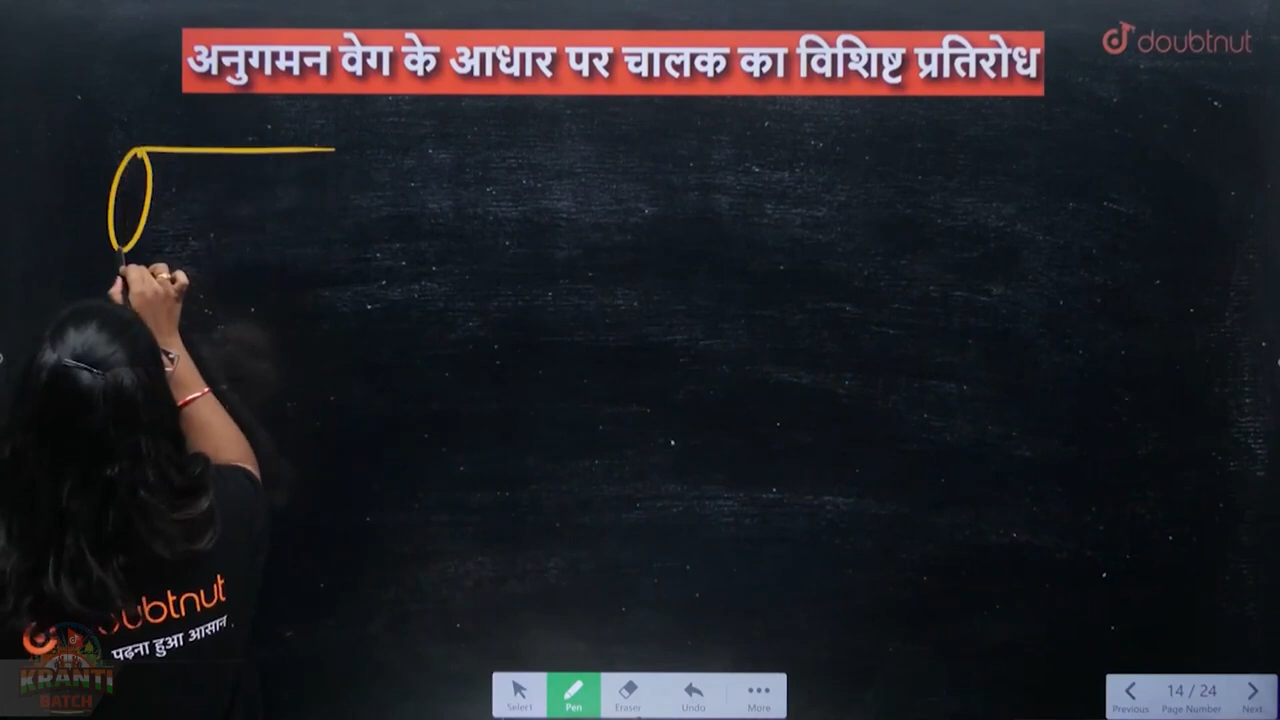 अनुगमन वेग के आधार पर चालक का विशिष्ट प्रतिरोध
doubtnut
doubtnut
पढ़ना हुआ आसान
KRANTI
BATCH
Select
Pen
Eraser
Undo
More
14 / 24
Previous
Page Number
Next